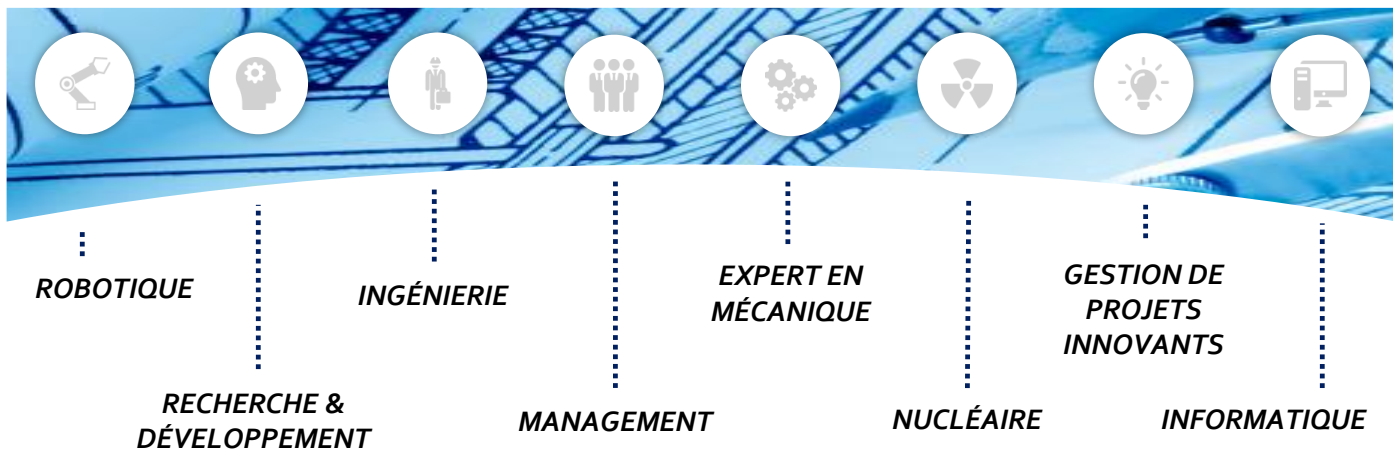 ROBOTIQUE
RECHERCHE &
DÉVELOPPEMENT
INGÉNIERIE
MANAGEMENT
EXPERT EN
MÉCANIQUE
NUCLÉAIRE
GESTION DE
PROJETS
INNOVANTS
INFORMATIQUE